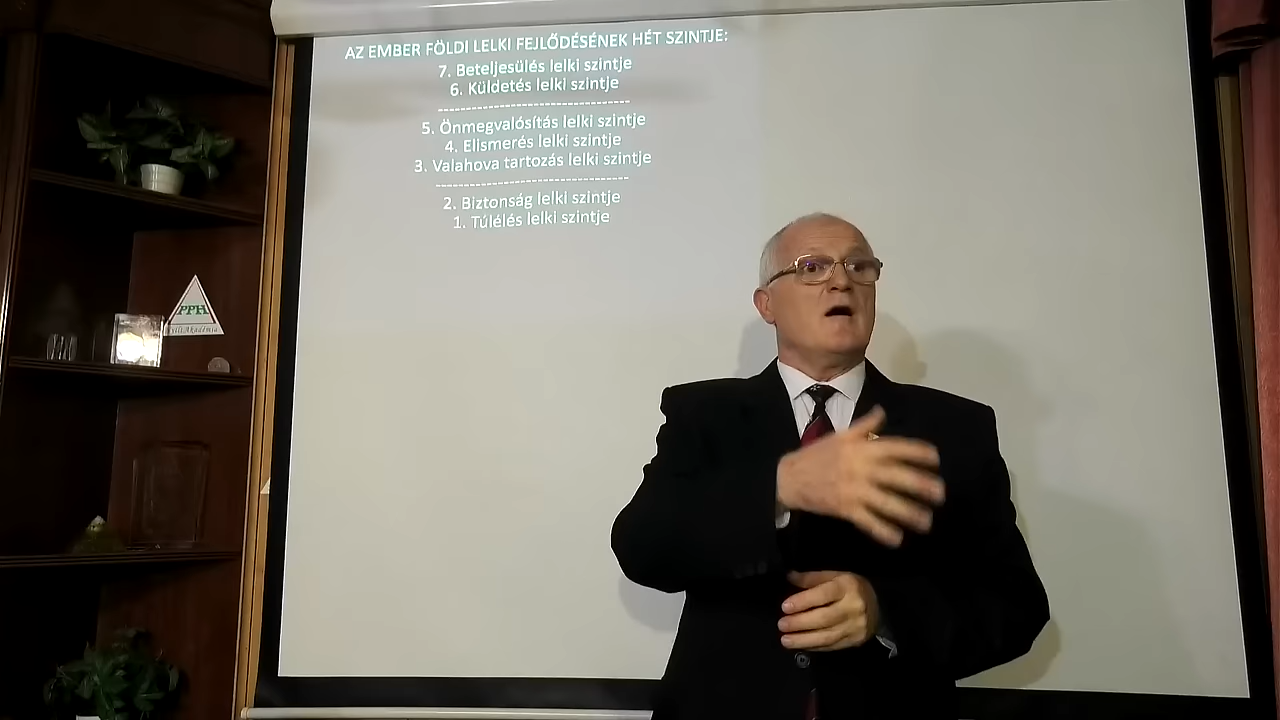 AZ EMBER FÖLDI LELKI FEJLŐDÉSÉNEK HÉT SZINTJE:
7. Beteljesülés lelki szintje
6. Küldetés lelki szintje
-----------------------------------
5. Önmegvalósítás lelki szintje
4. Elismerés lelki szintje
3. Valahova tartozás lelki szintje
-----------------------------------
2. Biztonság lelki szintje
1. Túlélés lelki szintje
PPH